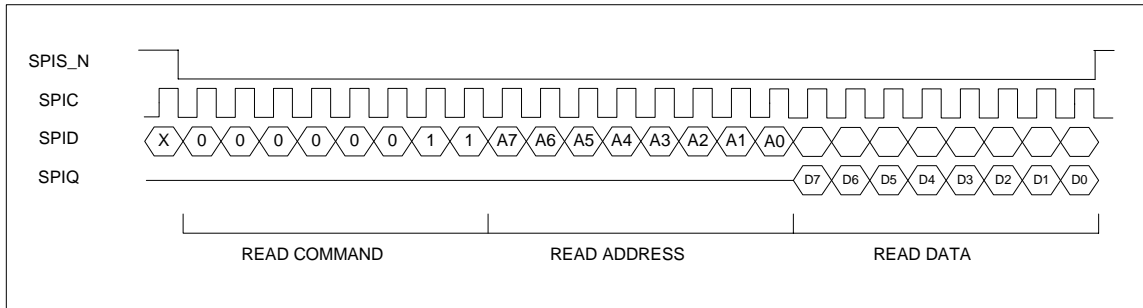 SPIS_N
SPIC
SPID X 0 0 0 0 0 0 1 1 A7 A6 A5 A4 A3 A2 A1 A0
SPIQ D7 D6 D5 D4 D3 D2 D1 D0
READ COMMAND READ ADDRESS READ DATA